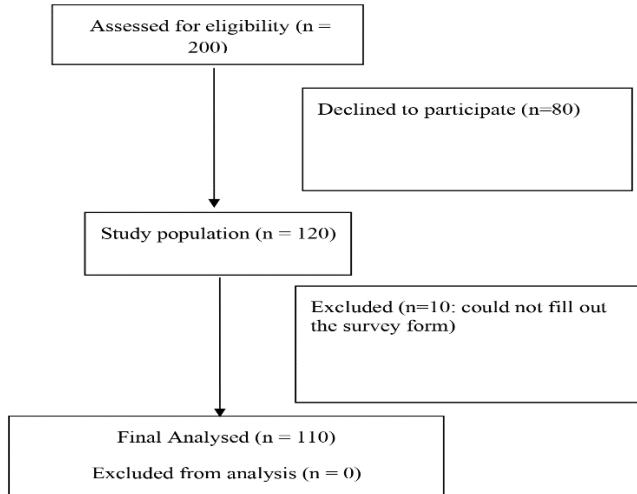 Assessed for eligibility (n =
200)
Declined to participate (n=80)
Study population (n = 120)
Excluded (n=10: could not fill out
the survey form)
Final Analysed (n = 110)
Excluded from analysis (n = 0)